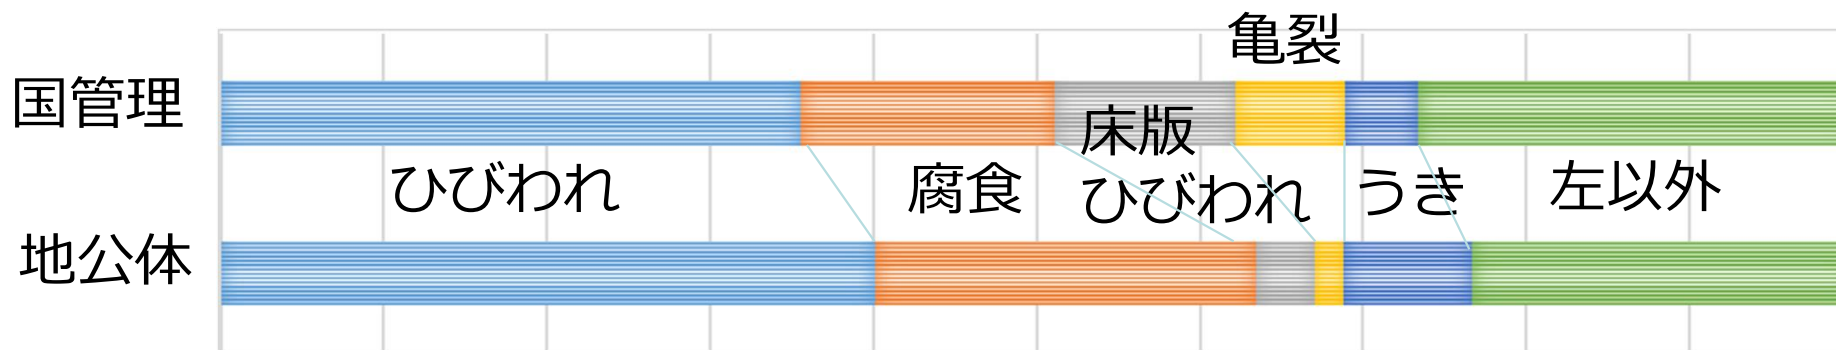 亀裂
国管理
床版
ひびわれ
ひびわれ
腐食
うき
左以外
地公体